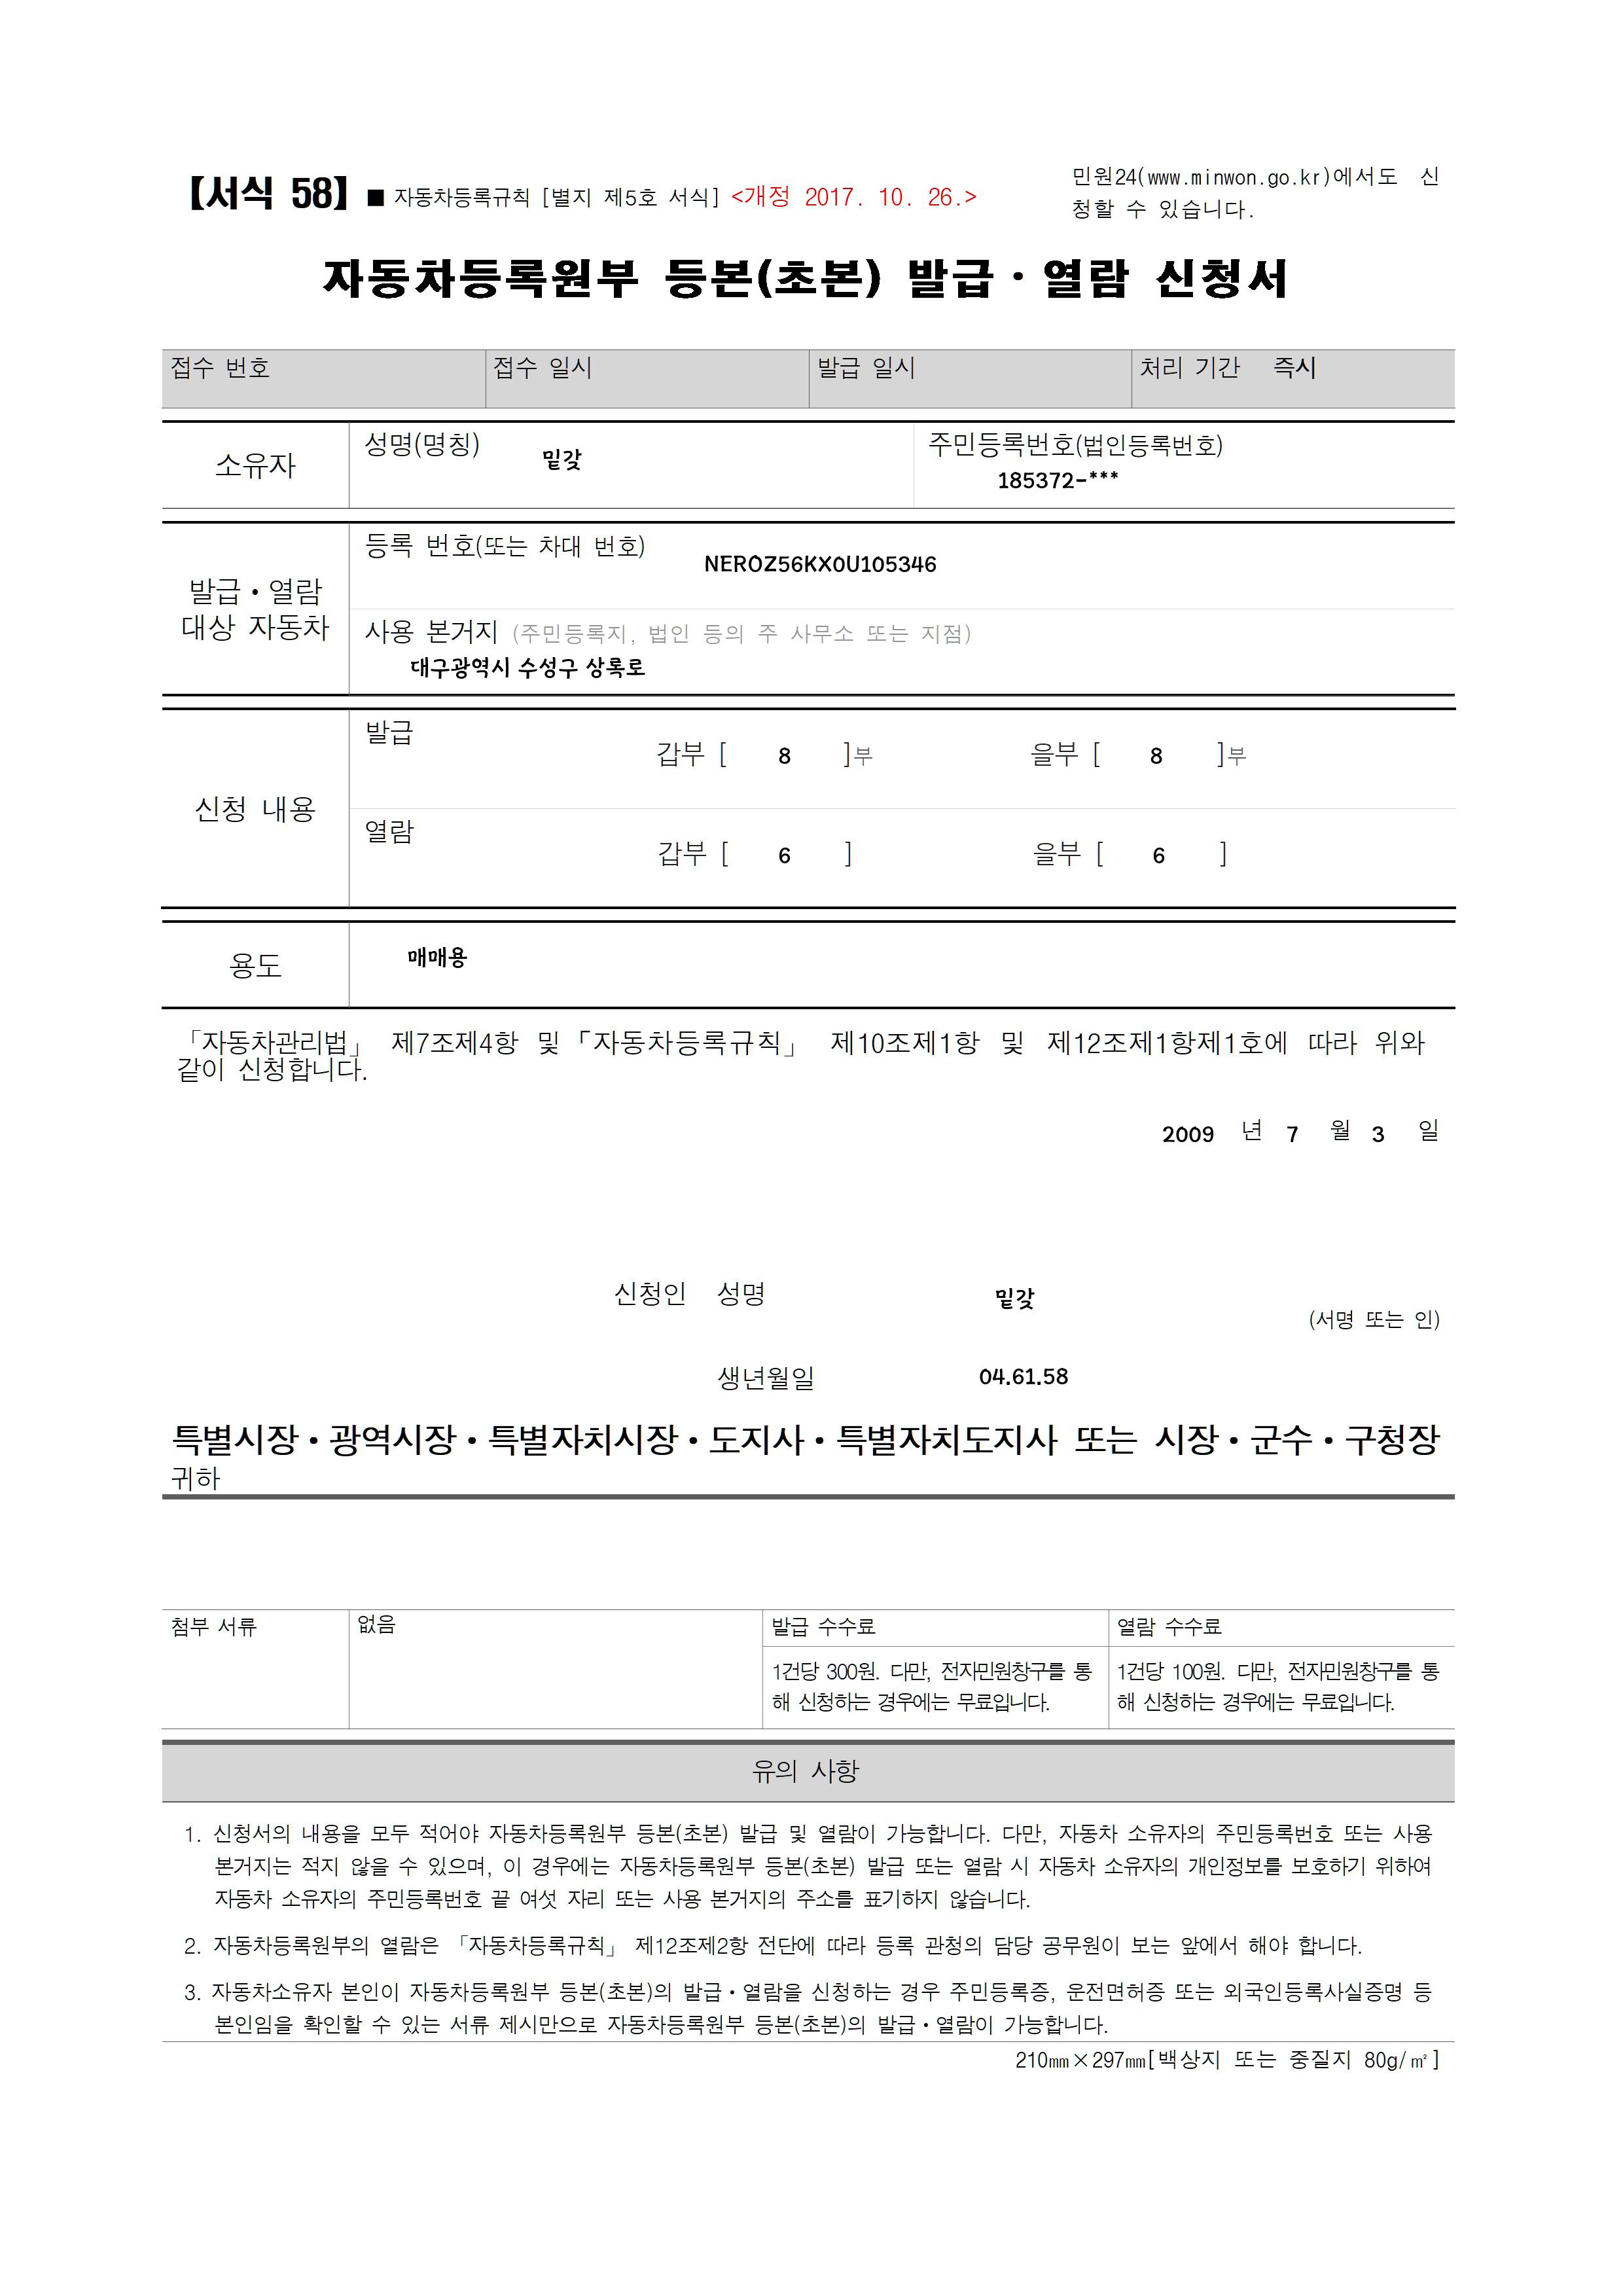 【서식 58】 ■ 자동차등록규칙 [별지 제5호 서식] <개정 2017. 10. 26.>
민원24(www.minwon.go.kr)에서도 신
청할 수 있습니다.
자동차등록원부 등본(초본) 발급·열람 신청서
접수 번호 접수 일시 발급 일시 처리 기간 즉시
소유자 성명(명칭) 밑갖 주민등록번호(법인등록번호)
185372-***
발급·열람
대상 자동차
등록 번호(또는 차대 번호) NEROZ56KX0U105346
사용 본거지 (주민등록지, 법인 등의 주 사무소 또는 지점)
대구광역시 수성구 상록로
신청 내용
발급 갑부 [ 8 ]부 을부 [ 8 ]부
열람 갑부 [ 6 ] 을부 [ 6 ]
용도 매매용
「자동차관리법」 제7조제4항 및「자동차등록규칙」 제10조제1항 및 제12조제1항제1호에 따라 위와
같이 신청합니다.
2009 년 7 월 3 일
신청인 성명 밑갖
(서명 또는 인)
생년월일 04.61.58
특별시장·광역시장·특별자치시장·도지사·특별자치도지사 또는 시장·군수·구청장
귀하
첨부 서류 없음 발급 수수료 열람 수수료
1건당 300원. 다만, 전자민원창구를 통
해 신청하는 경우에는 무료입니다.
1건당 100원. 다만, 전자민원창구를 통
해 신청하는 경우에는 무료입니다.
유의 사항
1. 신청서의 내용을 모두 적어야 자동차등록원부 등본(초본) 발급 및 열람이 가능합니다. 다만, 자동차 소유자의 주민등록번호 또는 사용
본거지는 적지 않을 수 있으며, 이 경우에는 자동차등록원부 등본(초본) 발급 또는 열람 시 자동차 소유자의 개인정보를 보호하기 위하여
자동차 소유자의 주민등록번호 끝 여섯 자리 또는 사용 본거지의 주소를 표기하지 않습니다.
2. 자동차등록원부의 열람은 「자동차등록규칙」 제12조제2항 전단에 따라 등록 관청의 담당 공무원이 보는 앞에서 해야 합니다.
3. 자동차소유자 본인이 자동차등록원부 등본(초본)의 발급·열람을 신청하는 경우 주민등록증, 운전면허증 또는 외국인등록사실증명 등
본인임을 확인할 수 있는 서류 제시만으로 자동차등록원부 등본(초본)의 발급·열람이 가능합니다.
210㎜×297㎜[백상지 또는 중질지 80g/㎡]